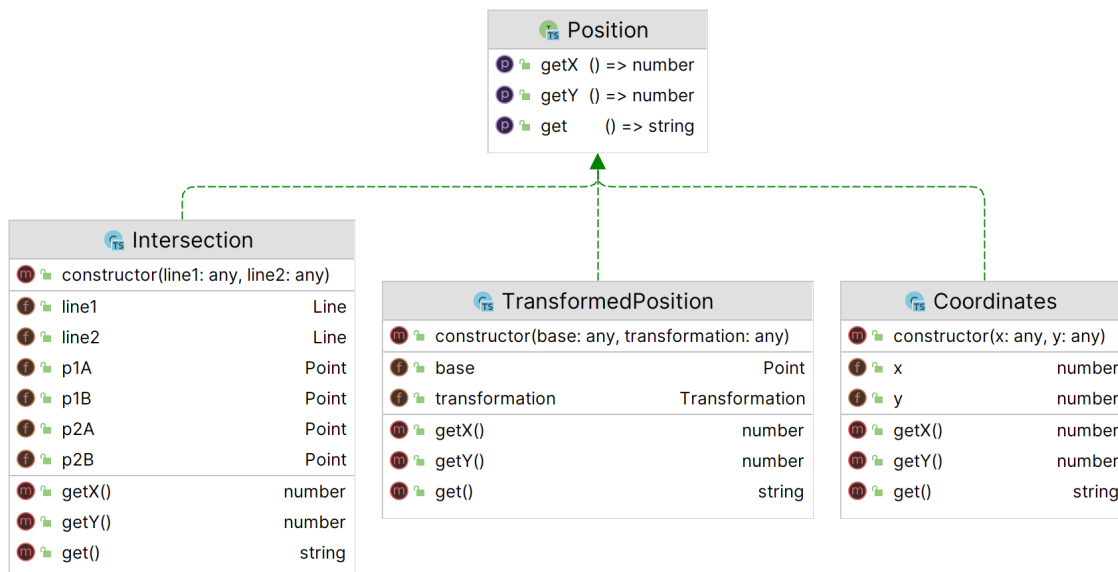 Position
getX () => number
getY () => number
get () => string
Intersection
constructor(line1: any, line2: any)
line1 Line
line2 Line
p1A Point
p1B Point
p2A Point
p2B Point
getX() number
getY() number
get() string
TransformedPosition
constructor(base: any, transformation: any)
base Point
transformation Transformation
getX() number
getY() number
get() string
Coordinates
constructor(x: any, y: any)
x number
y number
getX() number
getY() number
get() string